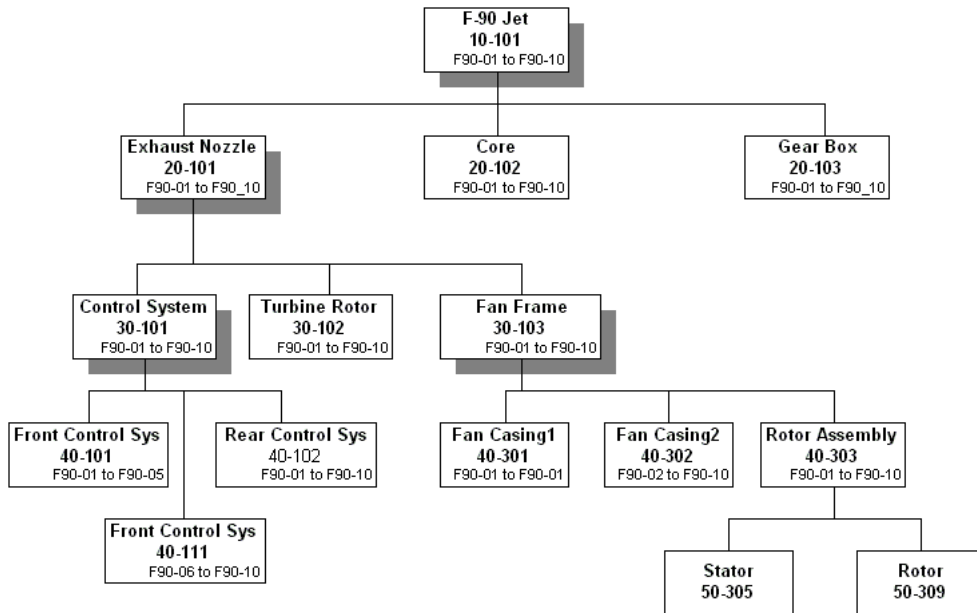 F-90 Jet
10-101
F90-01 to F90-10
Exhaust Nozzle
20-101
F90-01 to F90_10
Core
20-102
F90-01 to F90-10
Gear Box
20-103
F90-01 to F90_10
Control System
30-101
F90-01 to F90-10
Turbine Rotor
30-102
F90-01 to F90-10
Fan Frame
30-103
F90-01 to F90-10
Front Control Sys
40-101
F90-01 to F90-05
Rear Control Sys
40-102
F90-01 to F90-10
Fan Casing1
40-301
F90-01 to F90-01
Fan Casing2
40-302
F90-02 to F90-10
Rotor Assembly
40-303
F90-01 to F90-10
Front Control Sys
40-111
F90-06 to F90-10
Stator
50-305
Rotor
50-309